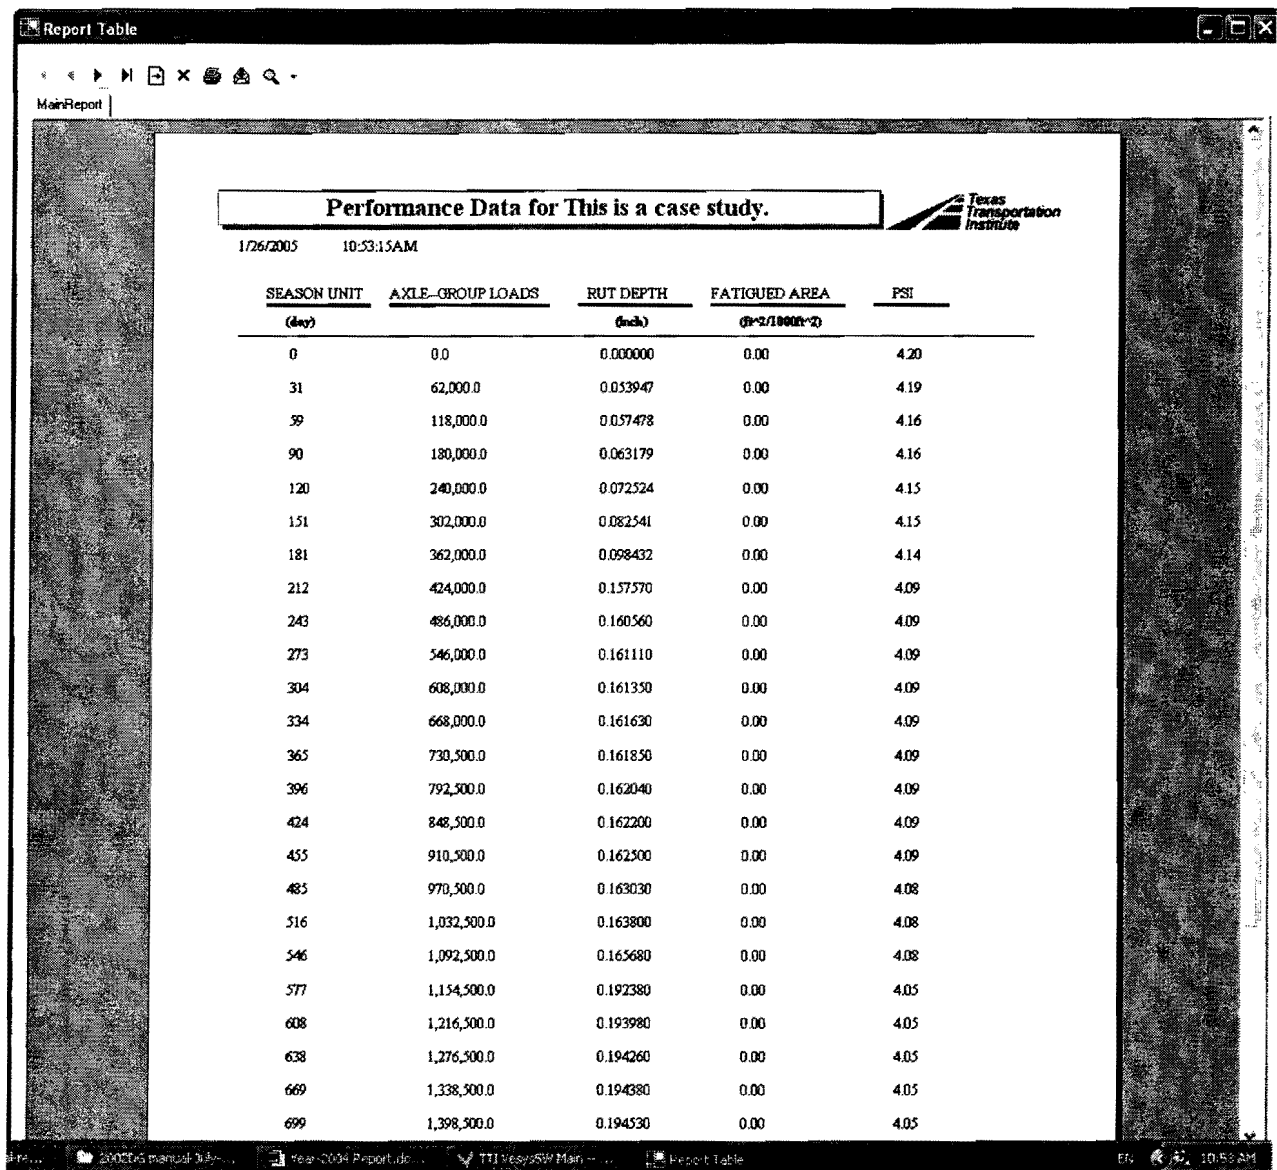 Report Table
MainReport
Performance Data for This is a case study.
Texas
Transportation
Institute
1/26/2005 10:53:15AM
SEASON UNIT AXLE-GROUP LOADS RUT DEPTH FATIGUED AREA PSI
(day) (inch) (ft^2/1000ft^2)
0 0.0 0.000000 0.00 4.20
31 62,000.0 0.053947 0.00 4.19
59 118,000.0 0.057478 0.00 4.16
90 180,000.0 0.063179 0.00 4.16
120 240,000.0 0.072524 0.00 4.15
151 302,000.0 0.082541 0.00 4.15
181 362,000.0 0.098432 0.00 4.14
212 424,000.0 0.157570 0.00 4.09
243 486,000.0 0.160560 0.00 4.09
273 546,000.0 0.161110 0.00 4.09
304 608,000.0 0.161350 0.00 4.09
334 668,000.0 0.161630 0.00 4.09
365 730,500.0 0.161850 0.00 4.09
396 792,500.0 0.162040 0.00 4.09
424 848,500.0 0.162200 0.00 4.09
455 910,500.0 0.162500 0.00 4.09
485 970,500.0 0.163030 0.00 4.08
516 1,032,500.0 0.163800 0.00 4.08
546 1,092,500.0 0.165680 0.00 4.08
577 1,154,500.0 0.192380 0.00 4.05
608 1,216,500.0 0.193980 0.00 4.05
638 1,276,500.0 0.194260 0.00 4.05
669 1,338,500.0 0.194380 0.00 4.05
699 1,398,500.0 0.194530 0.00 4.05
2002DG manual-July-... Year-2004 Report.do... TTI Vesys5W Main -- ... Report Table EN 10:53 AM